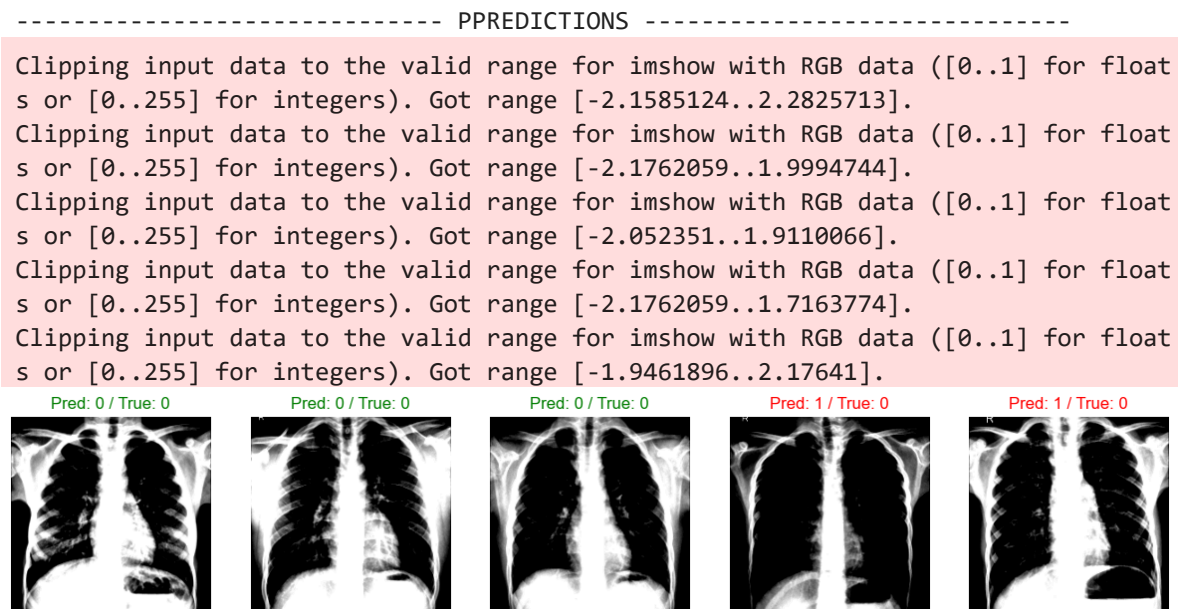 ------------------------------ PPREDICTIONS ------------------------------
Clipping input data to the valid range for imshow with RGB data ([0..1] for float
s or [0..255] for integers). Got range [-2.1585124..2.2825713].
Clipping input data to the valid range for imshow with RGB data ([0..1] for float
s or [0..255] for integers). Got range [-2.1762059..1.9994744].
Clipping input data to the valid range for imshow with RGB data ([0..1] for float
s or [0..255] for integers). Got range [-2.052351..1.9110066].
Clipping input data to the valid range for imshow with RGB data ([0..1] for float
s or [0..255] for integers). Got range [-2.1762059..1.7163774].
Clipping input data to the valid range for imshow with RGB data ([0..1] for float
s or [0..255] for integers). Got range [-1.9461896..2.17641].
Pred: 0 / True: 0 Pred: 0 / True: 0 Pred: 0 / True: 0 Pred: 1 / True: 0 Pred: 1 / True: 0
R R R